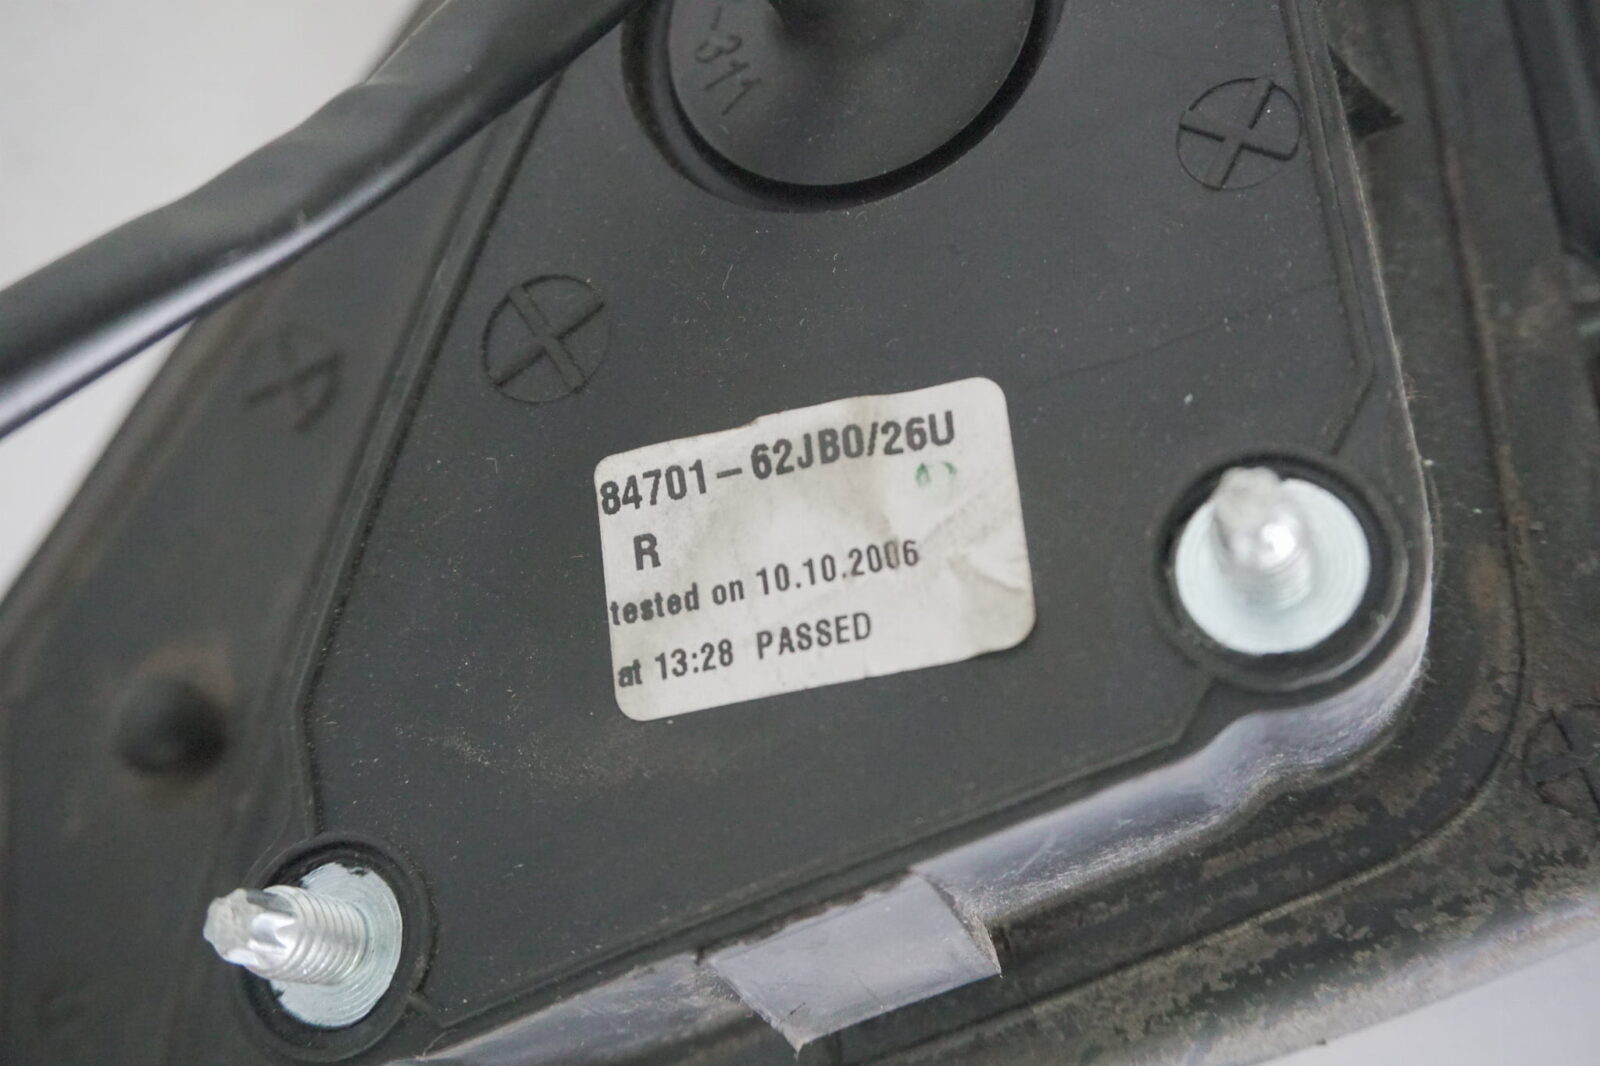 311
84701-62JB0/26U
R
tested on 10.10.2006
at 13:28 PASSED